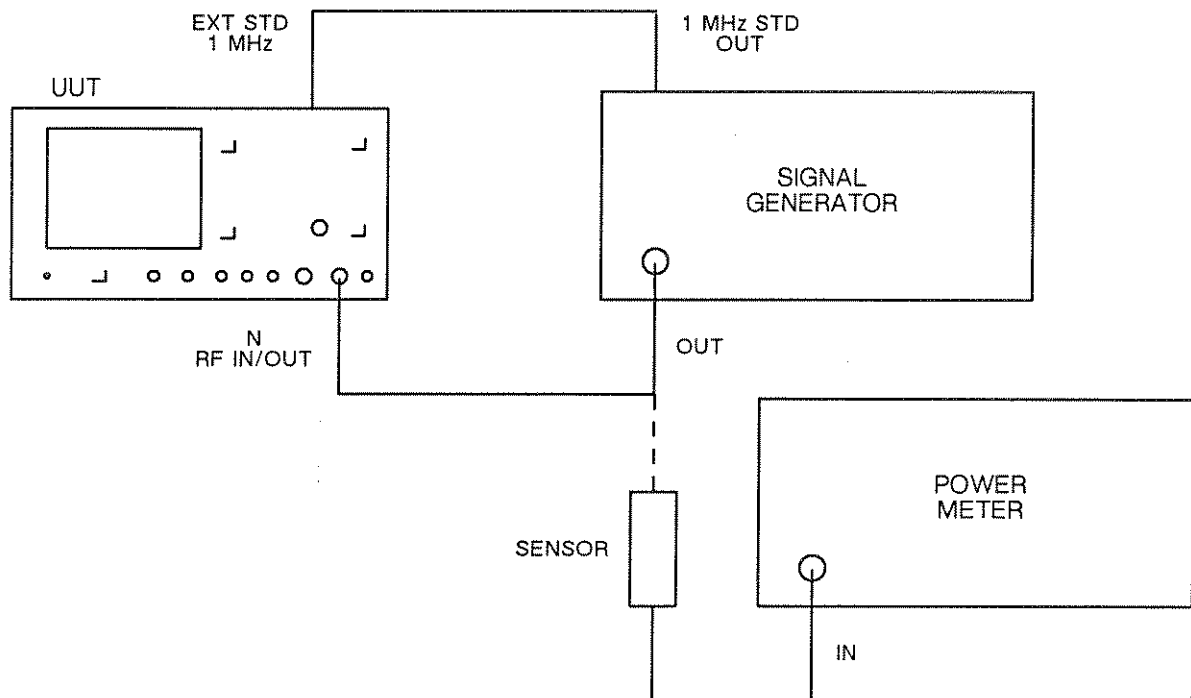 EXT STD
1 MHz
1 MHz STD
OUT
UUT
SIGNAL
GENERATOR
N
RF IN/OUT
OUT
POWER
METER
SENSOR
IN